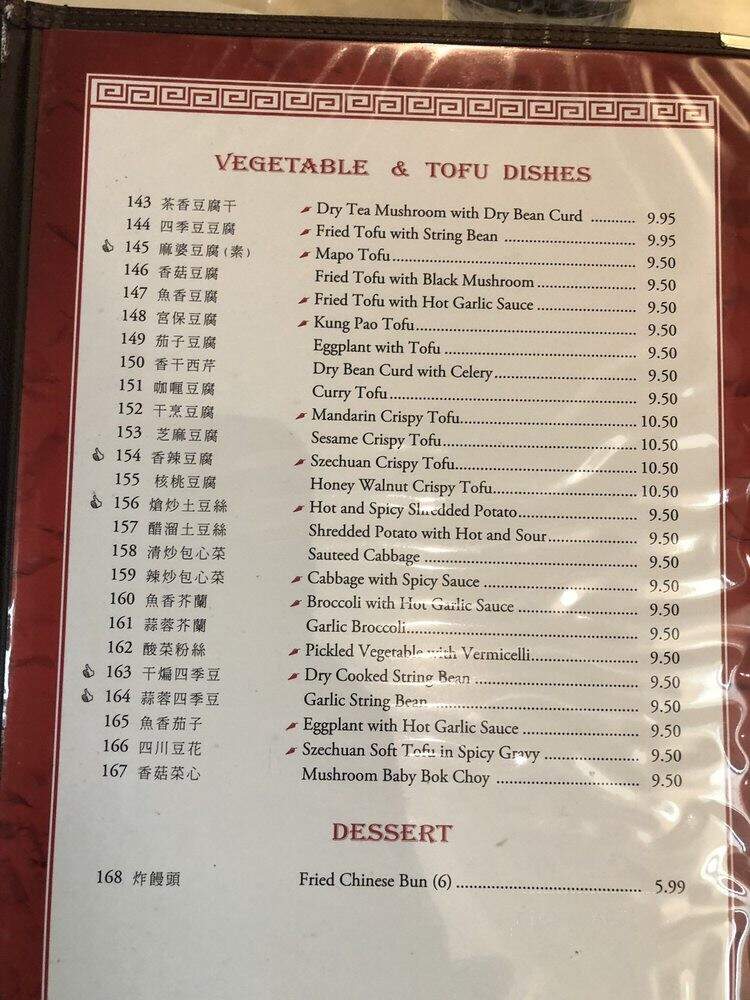 VEGETABLE & TOFU DISHES
143 茶香豆腐干 Dry Tea Mushroom with Dry Bean Curd ........... 9.95
144 四季豆豆腐 Fried Tofu with String Bean ................................. 9.95
145 麻婆豆腐(素) Mapo Tofu ............................................................ 9.50
146 香菇豆腐 Fried Tofu with Black Mushroom ........................ 9.50
147 魚香豆腐 Fried Tofu with Hot Garlic Sauce ........................ 9.50
148 宮保豆腐 Kung Pao Tofu ...................................................... 9.50
149 茄子豆腐 Eggplant with Tofu ............................................... 9.50
150 香干西芹 Dry Bean Curd with Celery ................................... 9.50
151 咖喱豆腐 Curry Tofu ............................................................ 9.50
152 干烹豆腐 Mandarin Crispy Tofu ........................................... 10.50
153 芝麻豆腐 Sesame Crispy Tofu ............................................... 10.50
154 香辣豆腐 Szechuan Crispy Tofu ............................................ 10.50
155 核桃豆腐 Honey Walnut Crispy Tofu ................................... 10.50
156 熗炒土豆絲 Hot and Spicy Shredded Potato ............................. 9.50
157 醋溜土豆絲 Shredded Potato with Hot and Sour ...................... 9.50
158 清炒包心菜 Sauteed Cabbage .................................................... 9.50
159 辣炒包心菜 Cabbage with Spicy Sauce ..................................... 9.50
160 魚香芥蘭 Broccoli with Hot Garlic Sauce ............................. 9.50
161 蒜蓉芥蘭 Garlic Broccoli ...................................................... 9.50
162 酸菜粉絲 Pickled Vegetable with Vermicelli ......................... 9.50
163 干煸四季豆 Dry Cooked String Bean ....................................... 9.50
164 蒜蓉四季豆 Garlic String Bean .................................................. 9.50
165 魚香茄子 Eggplant with Hot Garlic Sauce ............................ 9.50
166 四川豆花 Szechuan Soft Tofu in Spicy Gravy ....................... 9.50
167 香菇菜心 Mushroom Baby Bok Choy .................................. 9.50
DESSERT
168 炸饅頭 Fried Chinese Bun (6) .......................................... 5.99